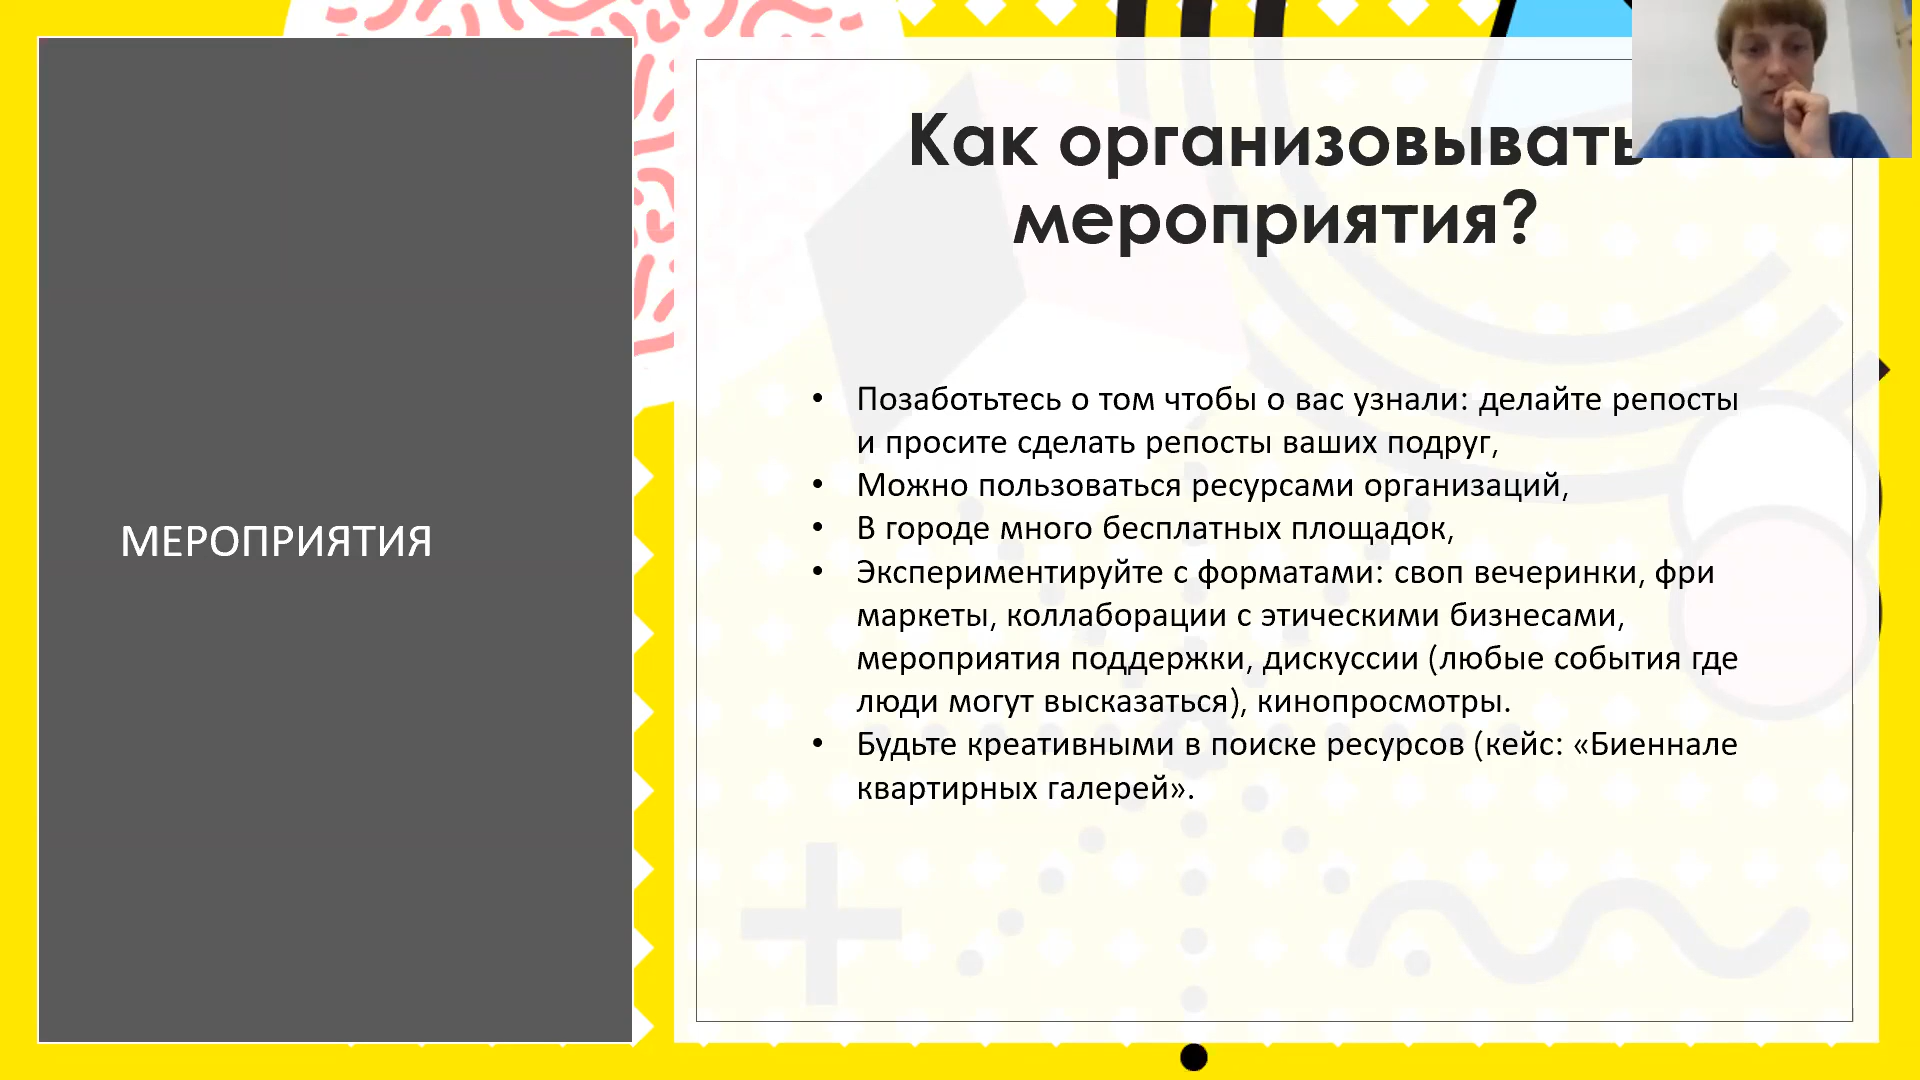 Как организовывать
мероприятия?
МЕРОПРИЯТИЯ
• Позаботьтесь о том чтобы о вас узнали: делайте репосты
и просите сделать репосты ваших подруг,
• Можно пользоваться ресурсами организаций,
• В городе много бесплатных площадок,
• Экспериментируйте с форматами: своп вечеринки, фри
маркеты, коллаборации с этическими бизнесами,
мероприятия поддержки, дискуссии (любые события где
люди могут высказаться), кинопросмотры.
• Будьте креативными в поиске ресурсов (кейс: «Биеннале
квартирных галерей».